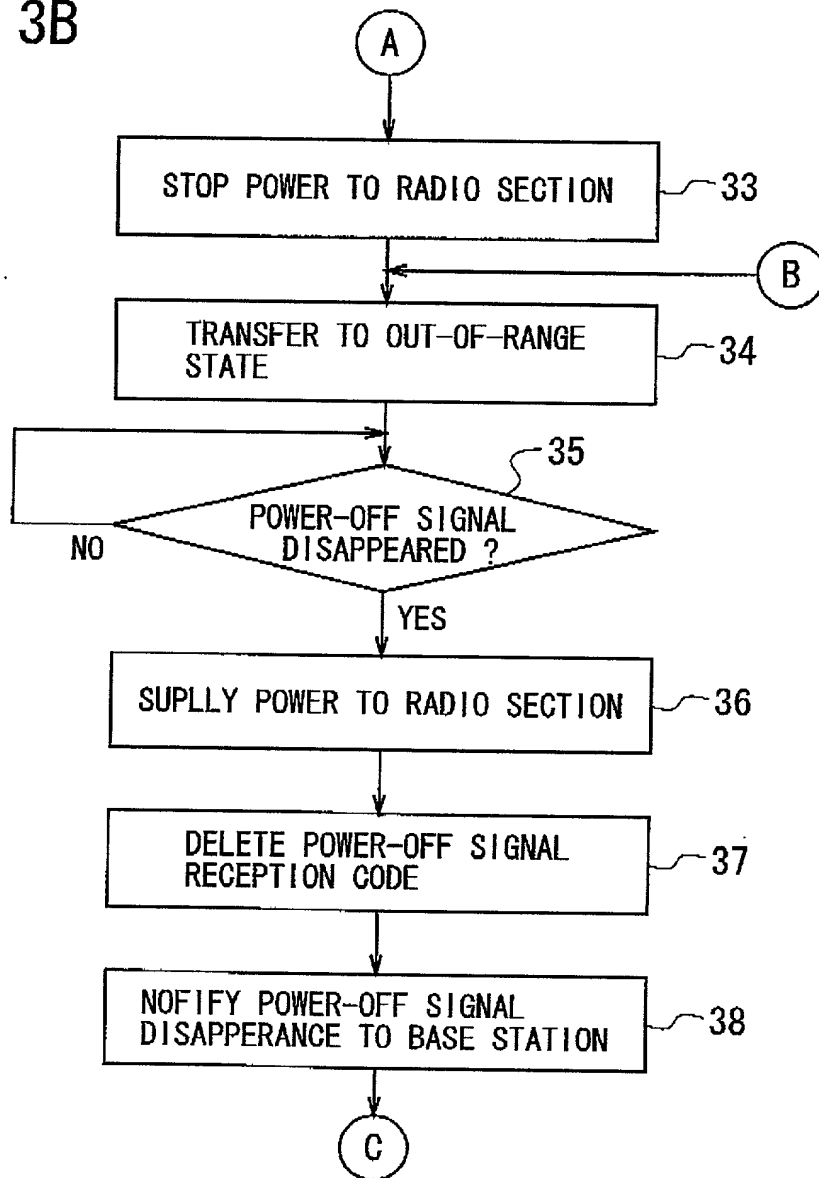 3B
A
STOP POWER TO RADIO SECTION
33
B
TRANSFER TO OUT-OF-RANGE
STATE
34
35
POWER-OFF SIGNAL
DISAPPEARED ?
NO
YES
SUPLLY POWER TO RADIO SECTION
36
DELETE POWER-OFF SIGNAL
RECEPTION CODE
37
NOFIFY POWER-OFF SIGNAL
DISAPPERANCE TO BASE STATION
38
C